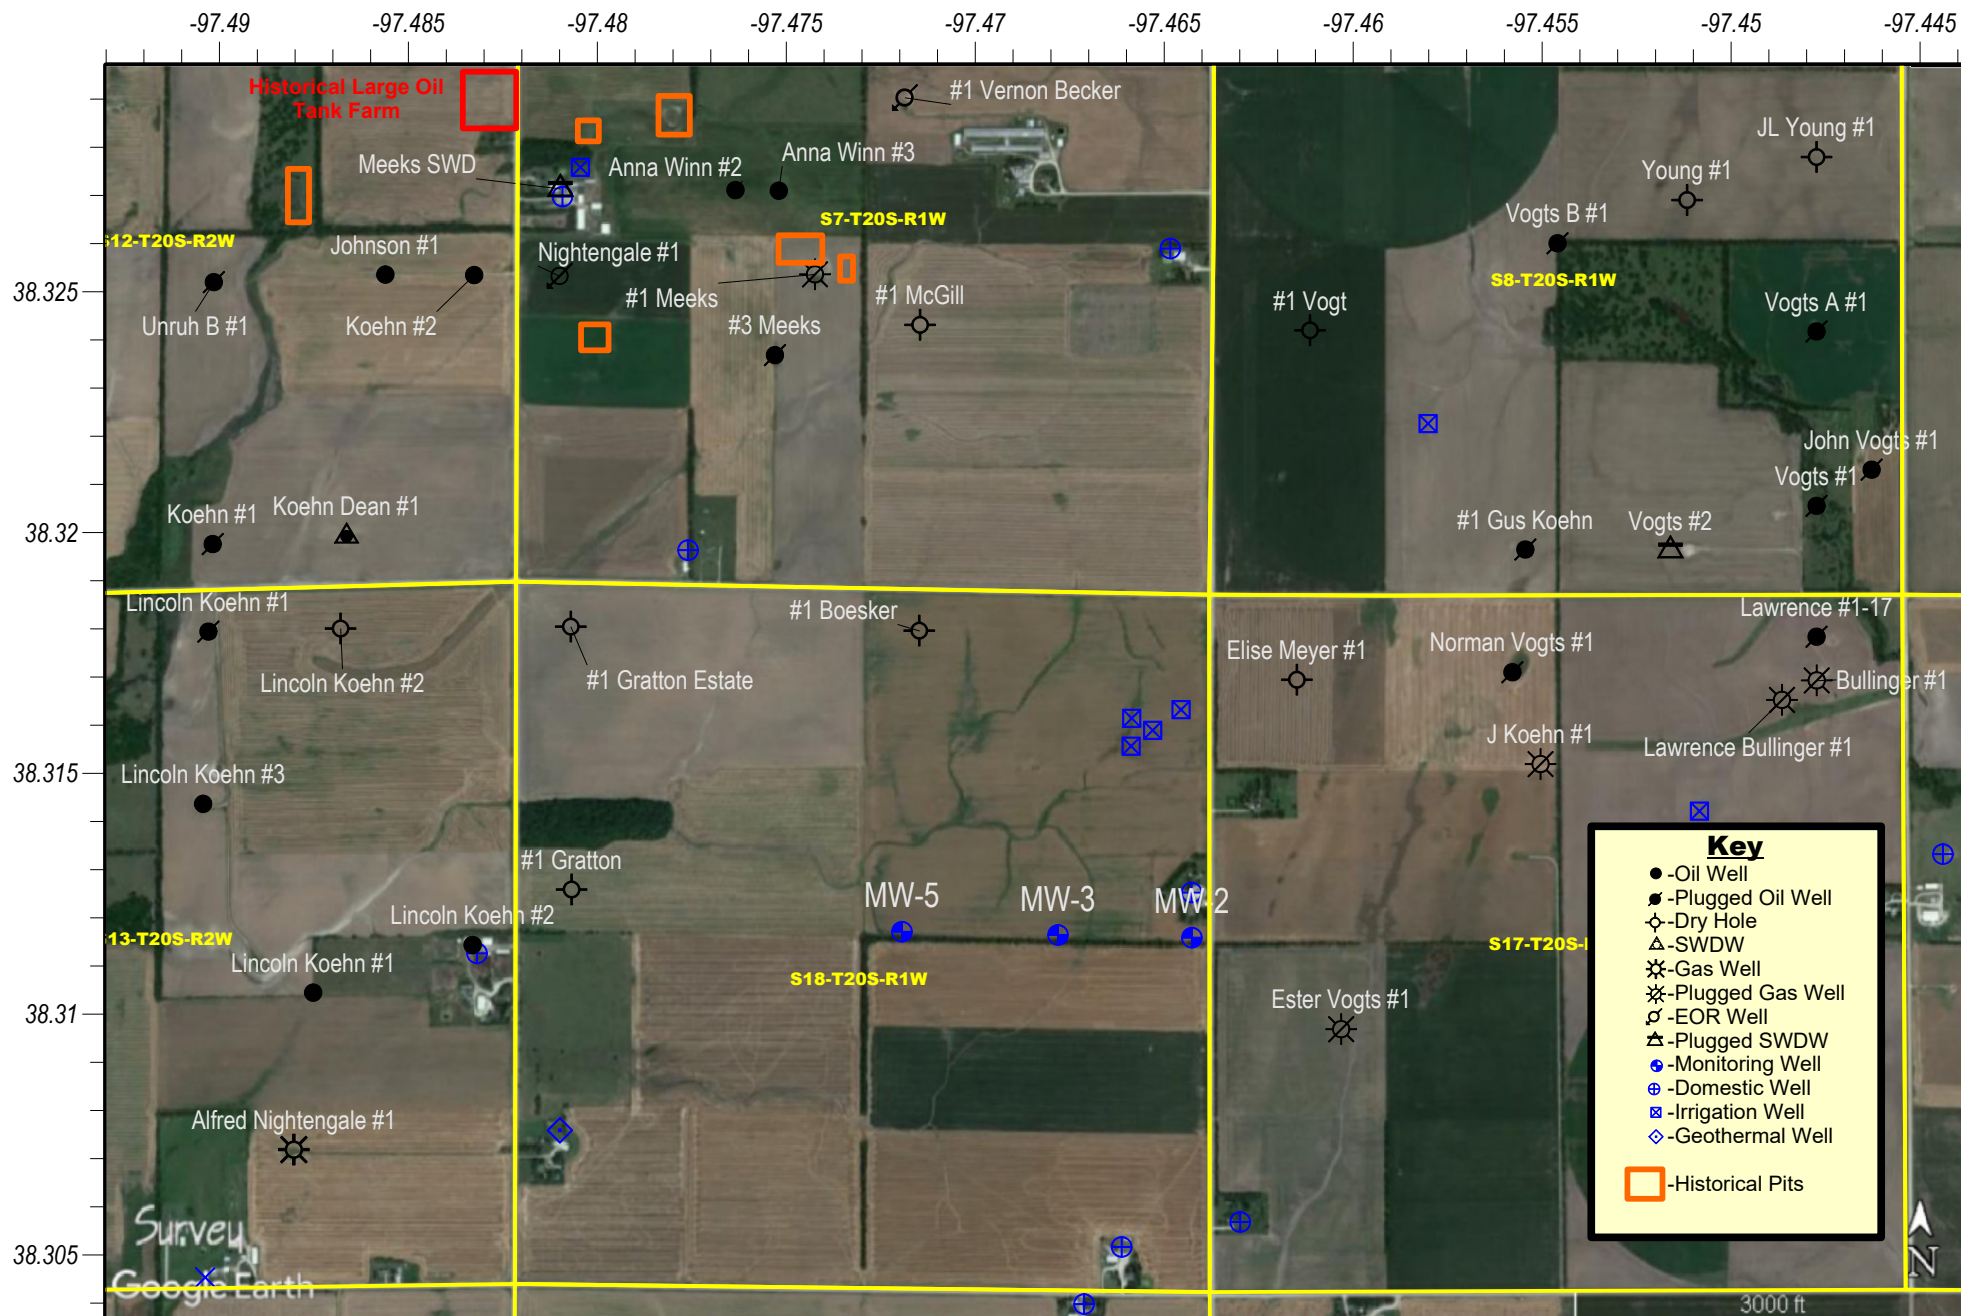 -97.49 -97.485 -97.48 -97.475 -97.47 -97.465 -97.46 -97.455 -97.45 -97.445
Historical Large Oil
Tank Farm
#1 Vernon Becker
JL Young #1
Meeks SWD
Anna Winn #2
Anna Winn #3
Young #1
S7-T20S-R1W
Vogts B #1
S12-T20S-R2W
Johnson #1
Nightengale #1
S8-T20S-R1W
38.325
Unruh B #1
Koehn #2
#1 Meeks
#3 Meeks
#1 McGill
#1 Vogt
Vogts A #1
John Vogts #1
Vogts #1
Koehn #1
Koehn Dean #1
#1 Gus Koehn
Vogts #2
38.32
Lincoln Koehn #1
#1 Boesker
Lawrence #1-17
Elise Meyer #1
Norman Vogts #1
Lincoln Koehn #2
#1 Gratton Estate
Bullinger #1
J Koehn #1
Lawrence Bullinger #1
38.315
Lincoln Koehn #3
#1 Gratton
MW-5
MW-3
MW-2
Lincoln Koehn #2
S13-T20S-R2W
Lincoln Koehn #1
S18-T20S-R1W
S17-T20S-
Ester Vogts #1
38.31
Alfred Nightengale #1
38.305
Key
-Oil Well
-Plugged Oil Well
-Dry Hole
-SWDW
-Gas Well
-Plugged Gas Well
-EOR Well
-Plugged SWDW
-Monitoring Well
-Domestic Well
-Irrigation Well
-Geothermal Well
-Historical Pits
Survey
Google Earth
N
3000 ft